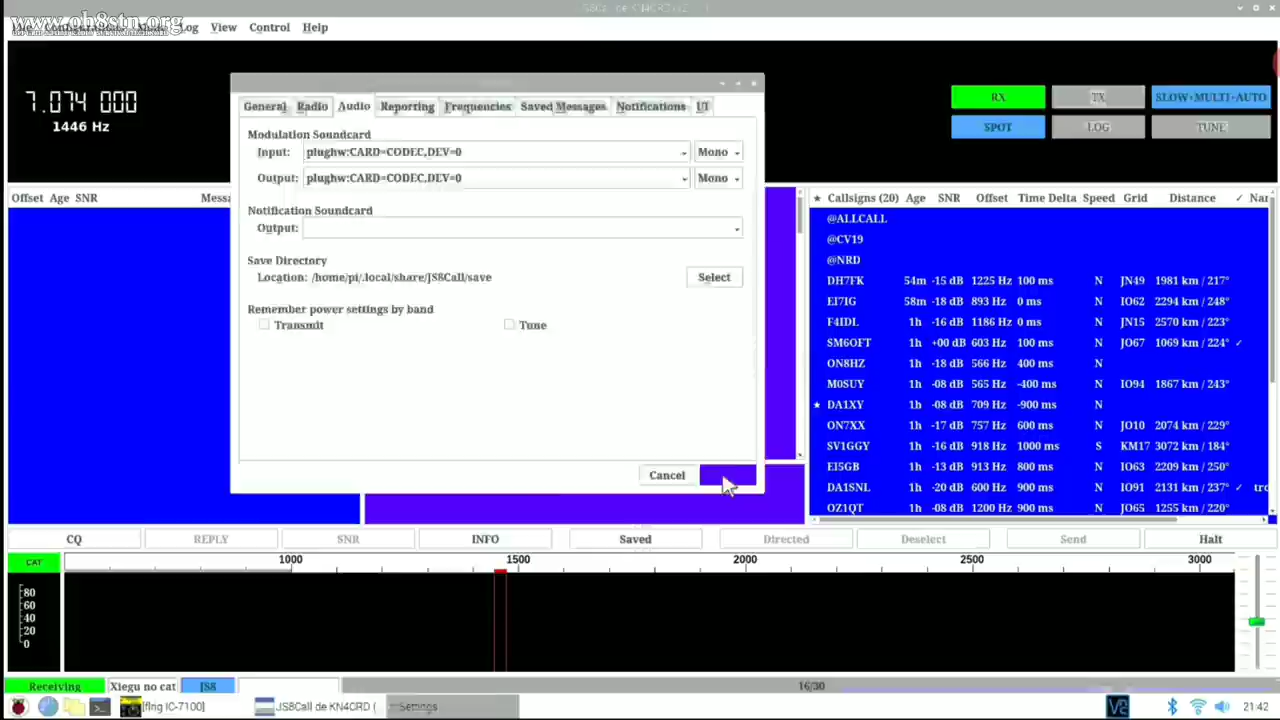 www.oh8stn.org
JS8Call de KN4CRD
Log View Control Help
7.074 000
1446 Hz
RX TX SLOW+MULTI+AUTO
SPOT LOG TUNE
General Radio Audio Reporting Frequencies Saved Messages Notifications UI
Modulation Soundcard
Input: plughw:CARD=CODEC,DEV=0 Mono
Output: plughw:CARD=CODEC,DEV=0 Mono
Notification Soundcard
Output:
Save Directory
Location: /home/pi/.local/share/JS8Call/save Select
Remember power settings by band
Transmit Tune
Cancel
Offset Age SNR Messa
★ Callsigns (20) Age SNR Offset Time Delta Speed Grid Distance ✓ Nar
@ALLCALL
@CV19
@NRD
DH7FK 54m -15 dB 1225 Hz 100 ms N JN49 1981 km / 217°
EI7IG 58m -18 dB 893 Hz 0 ms N IO62 2294 km / 248°
F4IDL 1h -16 dB 1186 Hz 0 ms N JN15 2570 km / 223°
SM6OFT 1h +00 dB 603 Hz 100 ms N JO67 1069 km / 224° ✓
ON8HZ 1h -18 dB 566 Hz 400 ms N
M0SUY 1h -08 dB 565 Hz -400 ms N IO94 1867 km / 243°
★ DA1XY 1h -08 dB 709 Hz -900 ms N
ON7XX 1h -17 dB 757 Hz 600 ms N JO10 2074 km / 229°
SV1GGY 1h -16 dB 918 Hz 1000 ms S KM17 3072 km / 184°
EI5GB 1h -13 dB 913 Hz 800 ms N IO63 2209 km / 250°
DA1SNL 1h -20 dB 600 Hz 900 ms N IO91 2131 km / 237° ✓ tro
OZ1QT 1h -08 dB 1200 Hz 900 ms N JO65 1255 km / 220°
CQ REPLY SNR INFO Saved Directed Deselect Send Halt
CAT 1000 1500 2000 2500 3000
80
60
40
20
0
Receiving Xiegu no cat JS8 16/30
[flrig IC-7100] JS8Call de KN4CRD ( Settings V2 21:42